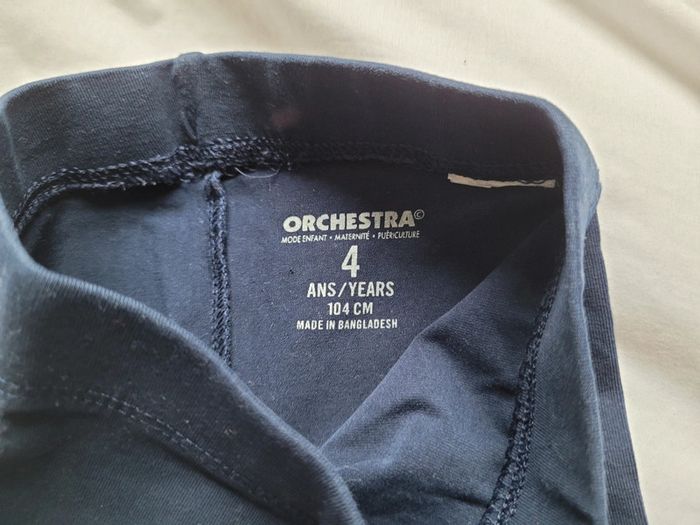 ORCHESTRA©
MODE ENFANT • MATERNITÉ • PUÉRICULTURE
4
ANS/YEARS
104 CM
MADE IN BANGLADESH